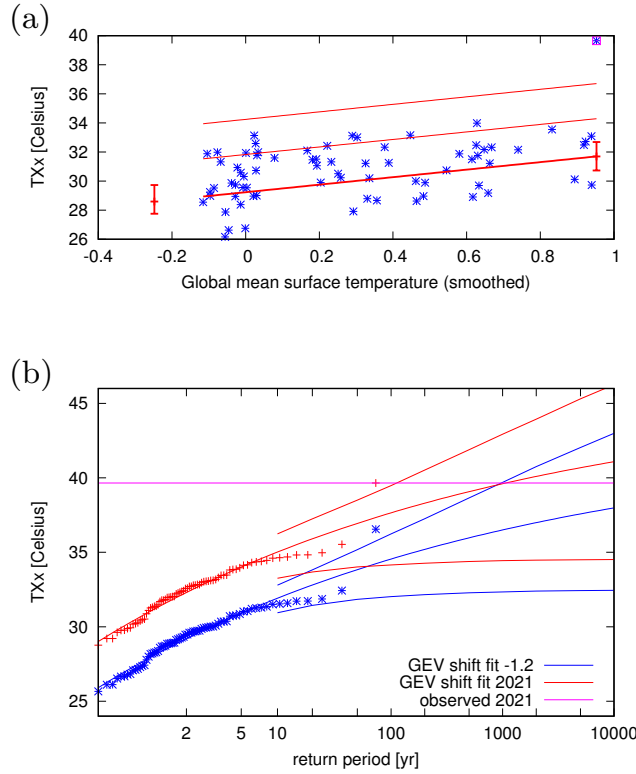 (a)
TXx [Celsius]
40
38
36
34
32
30
28
26
-0.4 -0.2 0 0.2 0.4 0.6 0.8 1
Global mean surface temperature (smoothed)
(b)
TXx [Celsius]
45
40
35
30
25
GEV shift fit -1.2
GEV shift fit 2021
observed 2021
2 5 10 100 1000 10000
return period [yr]